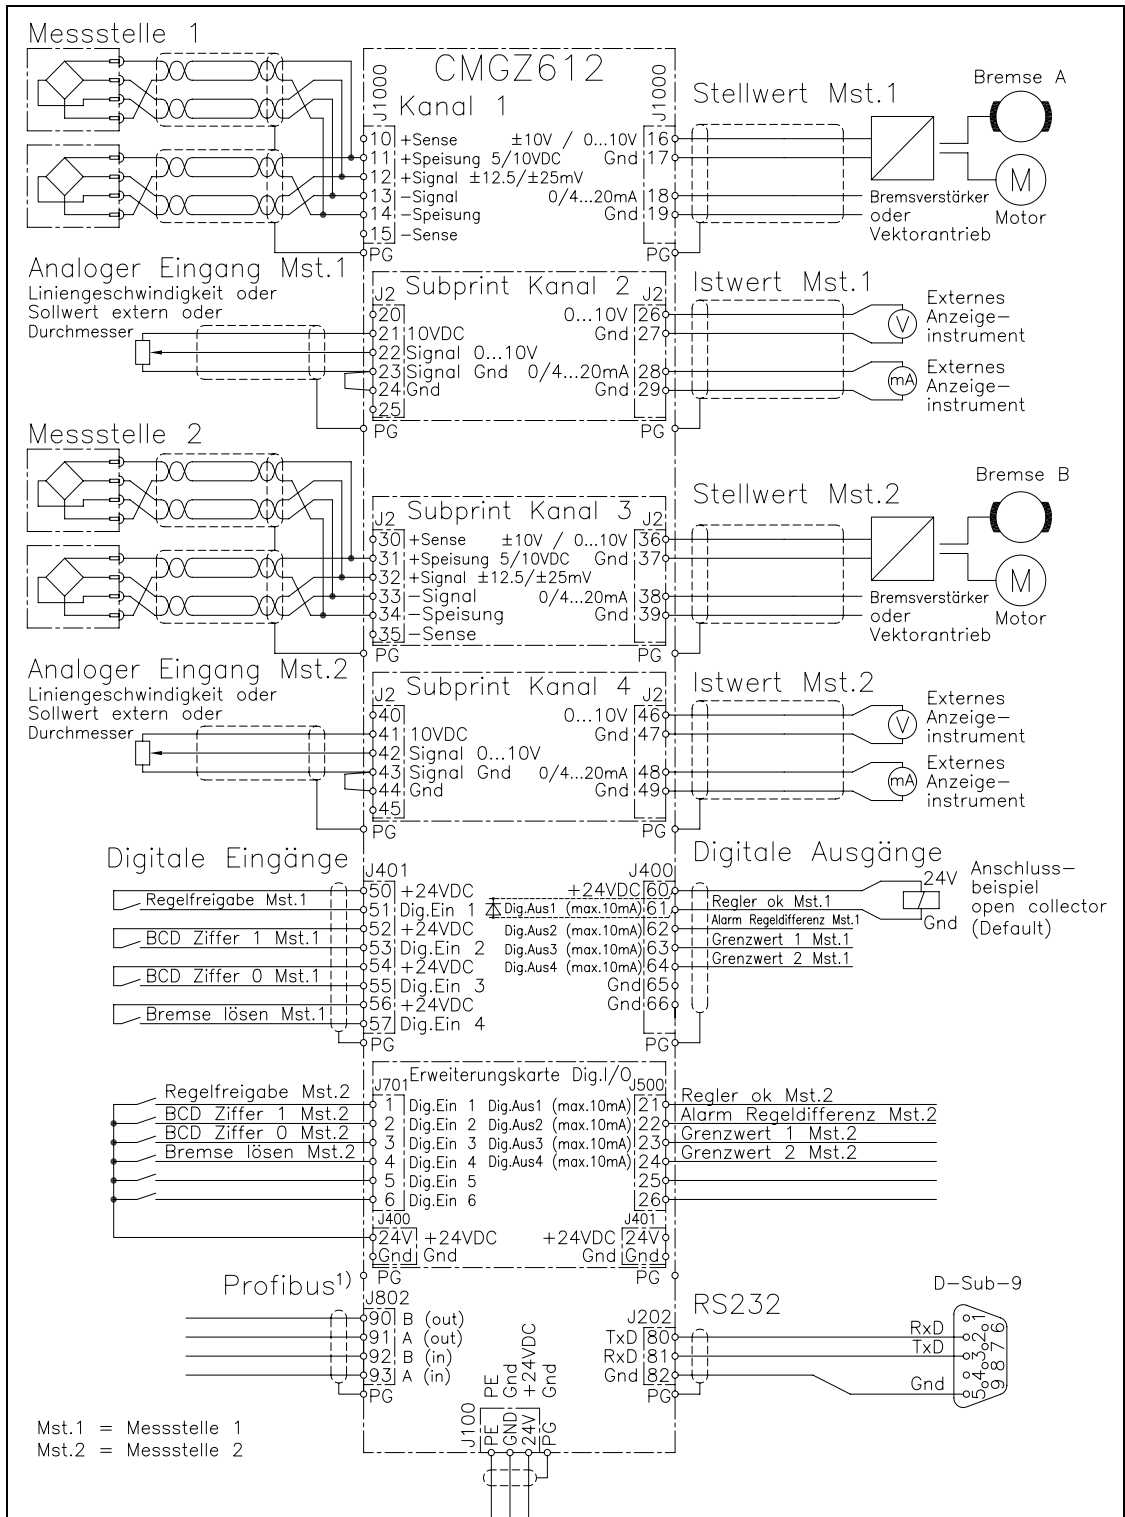 Messstelle 1
CMGZ612
J1000
J1000
Kanal 1
10 +Sense
11 +Speisung 5/10VDC
12 +Signal ±12.5/±25mV
13 −Signal
14 −Speisung
15 −Sense
PG
±10V / 0...10V 16
Gnd 17
0/4...20mA 18
Gnd 19
PG
Stellwert Mst.1
Bremse A
M
Motor
Bremsverstärker
oder
Vektorantrieb
Analoger Eingang Mst.1
Liniengeschwindigkeit oder
Sollwert extern oder
Durchmesser
Subprint Kanal 2
J2
J2
20
21 10VDC
22 Signal 0...10V
23 Signal Gnd
24 Gnd
25
PG
0...10V 26
Gnd 27
0/4...20mA 28
Gnd 29
PG
Istwert Mst.1
V
Externes
Anzeige−
instrument
mA
Externes
Anzeige−
instrument
Messstelle 2
Subprint Kanal 3
J2
J2
30 +Sense
31 +Speisung 5/10VDC
32 +Signal ±12.5/±25mV
33 −Signal
34 −Speisung
35 −Sense
PG
±10V / 0...10V 36
Gnd 37
0/4...20mA 38
Gnd 39
PG
Stellwert Mst.2
Bremse B
M
Motor
Bremsverstärker
oder
Vektorantrieb
Analoger Eingang Mst.2
Liniengeschwindigkeit oder
Sollwert extern oder
Durchmesser
Subprint Kanal 4
J2
J2
40
41 10VDC
42 Signal 0...10V
43 Signal Gnd
44 Gnd
45
PG
0...10V 46
Gnd 47
0/4...20mA 48
Gnd 49
PG
Istwert Mst.2
V
Externes
Anzeige−
instrument
mA
Externes
Anzeige−
instrument
Digitale Eingänge
J401
Regelfreigabe Mst.1
BCD Ziffer 1 Mst.1
BCD Ziffer 0 Mst.1
Bremse lösen Mst.1
50 +24VDC
51 Dig.Ein 1
52 +24VDC
53 Dig.Ein 2
54 +24VDC
55 Dig.Ein 3
56 +24VDC
57 Dig.Ein 4
PG
Digitale Ausgänge
J400
+24VDC 60
Dig.Aus1 (max.10mA) 61
Dig.Aus2 (max.10mA) 62
Dig.Aus3 (max.10mA) 63
Dig.Aus4 (max.10mA) 64
Gnd 65
Gnd 66
PG
Regler ok Mst.1
Alarm Regeldifferenz Mst.1
Grenzwert 1 Mst.1
Grenzwert 2 Mst.1
24V
Gnd
Anschluss−
beispiel
open collector
(Default)
Erweiterungskarte Dig.I/O
J701
J500
Regelfreigabe Mst.2
BCD Ziffer 1 Mst.2
BCD Ziffer 0 Mst.2
Bremse lösen Mst.2
1 Dig.Ein 1
2 Dig.Ein 2
3 Dig.Ein 3
4 Dig.Ein 4
5 Dig.Ein 5
6 Dig.Ein 6
Dig.Aus1 (max.10mA) 21
Dig.Aus2 (max.10mA) 22
Dig.Aus3 (max.10mA) 23
Dig.Aus4 (max.10mA) 24
25
26
Regler ok Mst.2
Alarm Regeldifferenz Mst.2
Grenzwert 1 Mst.2
Grenzwert 2 Mst.2
J400
J401
24V +24VDC
Gnd Gnd
PG
+24VDC 24V
Gnd Gnd
PG
Profibus1)
J802
90 B (out)
91 A (out)
92 B (in)
93 A (in)
PG
RS232
J202
TxD 80
RxD 81
Gnd 82
PG
D−Sub−9
RxD
TxD
Gnd
1
2
3
4
5
6
7
8
9
PE
Gnd
+24VDC
Gnd
J100
PE
GND
24V
PG
Mst.1 = Messstelle 1
Mst.2 = Messstelle 2